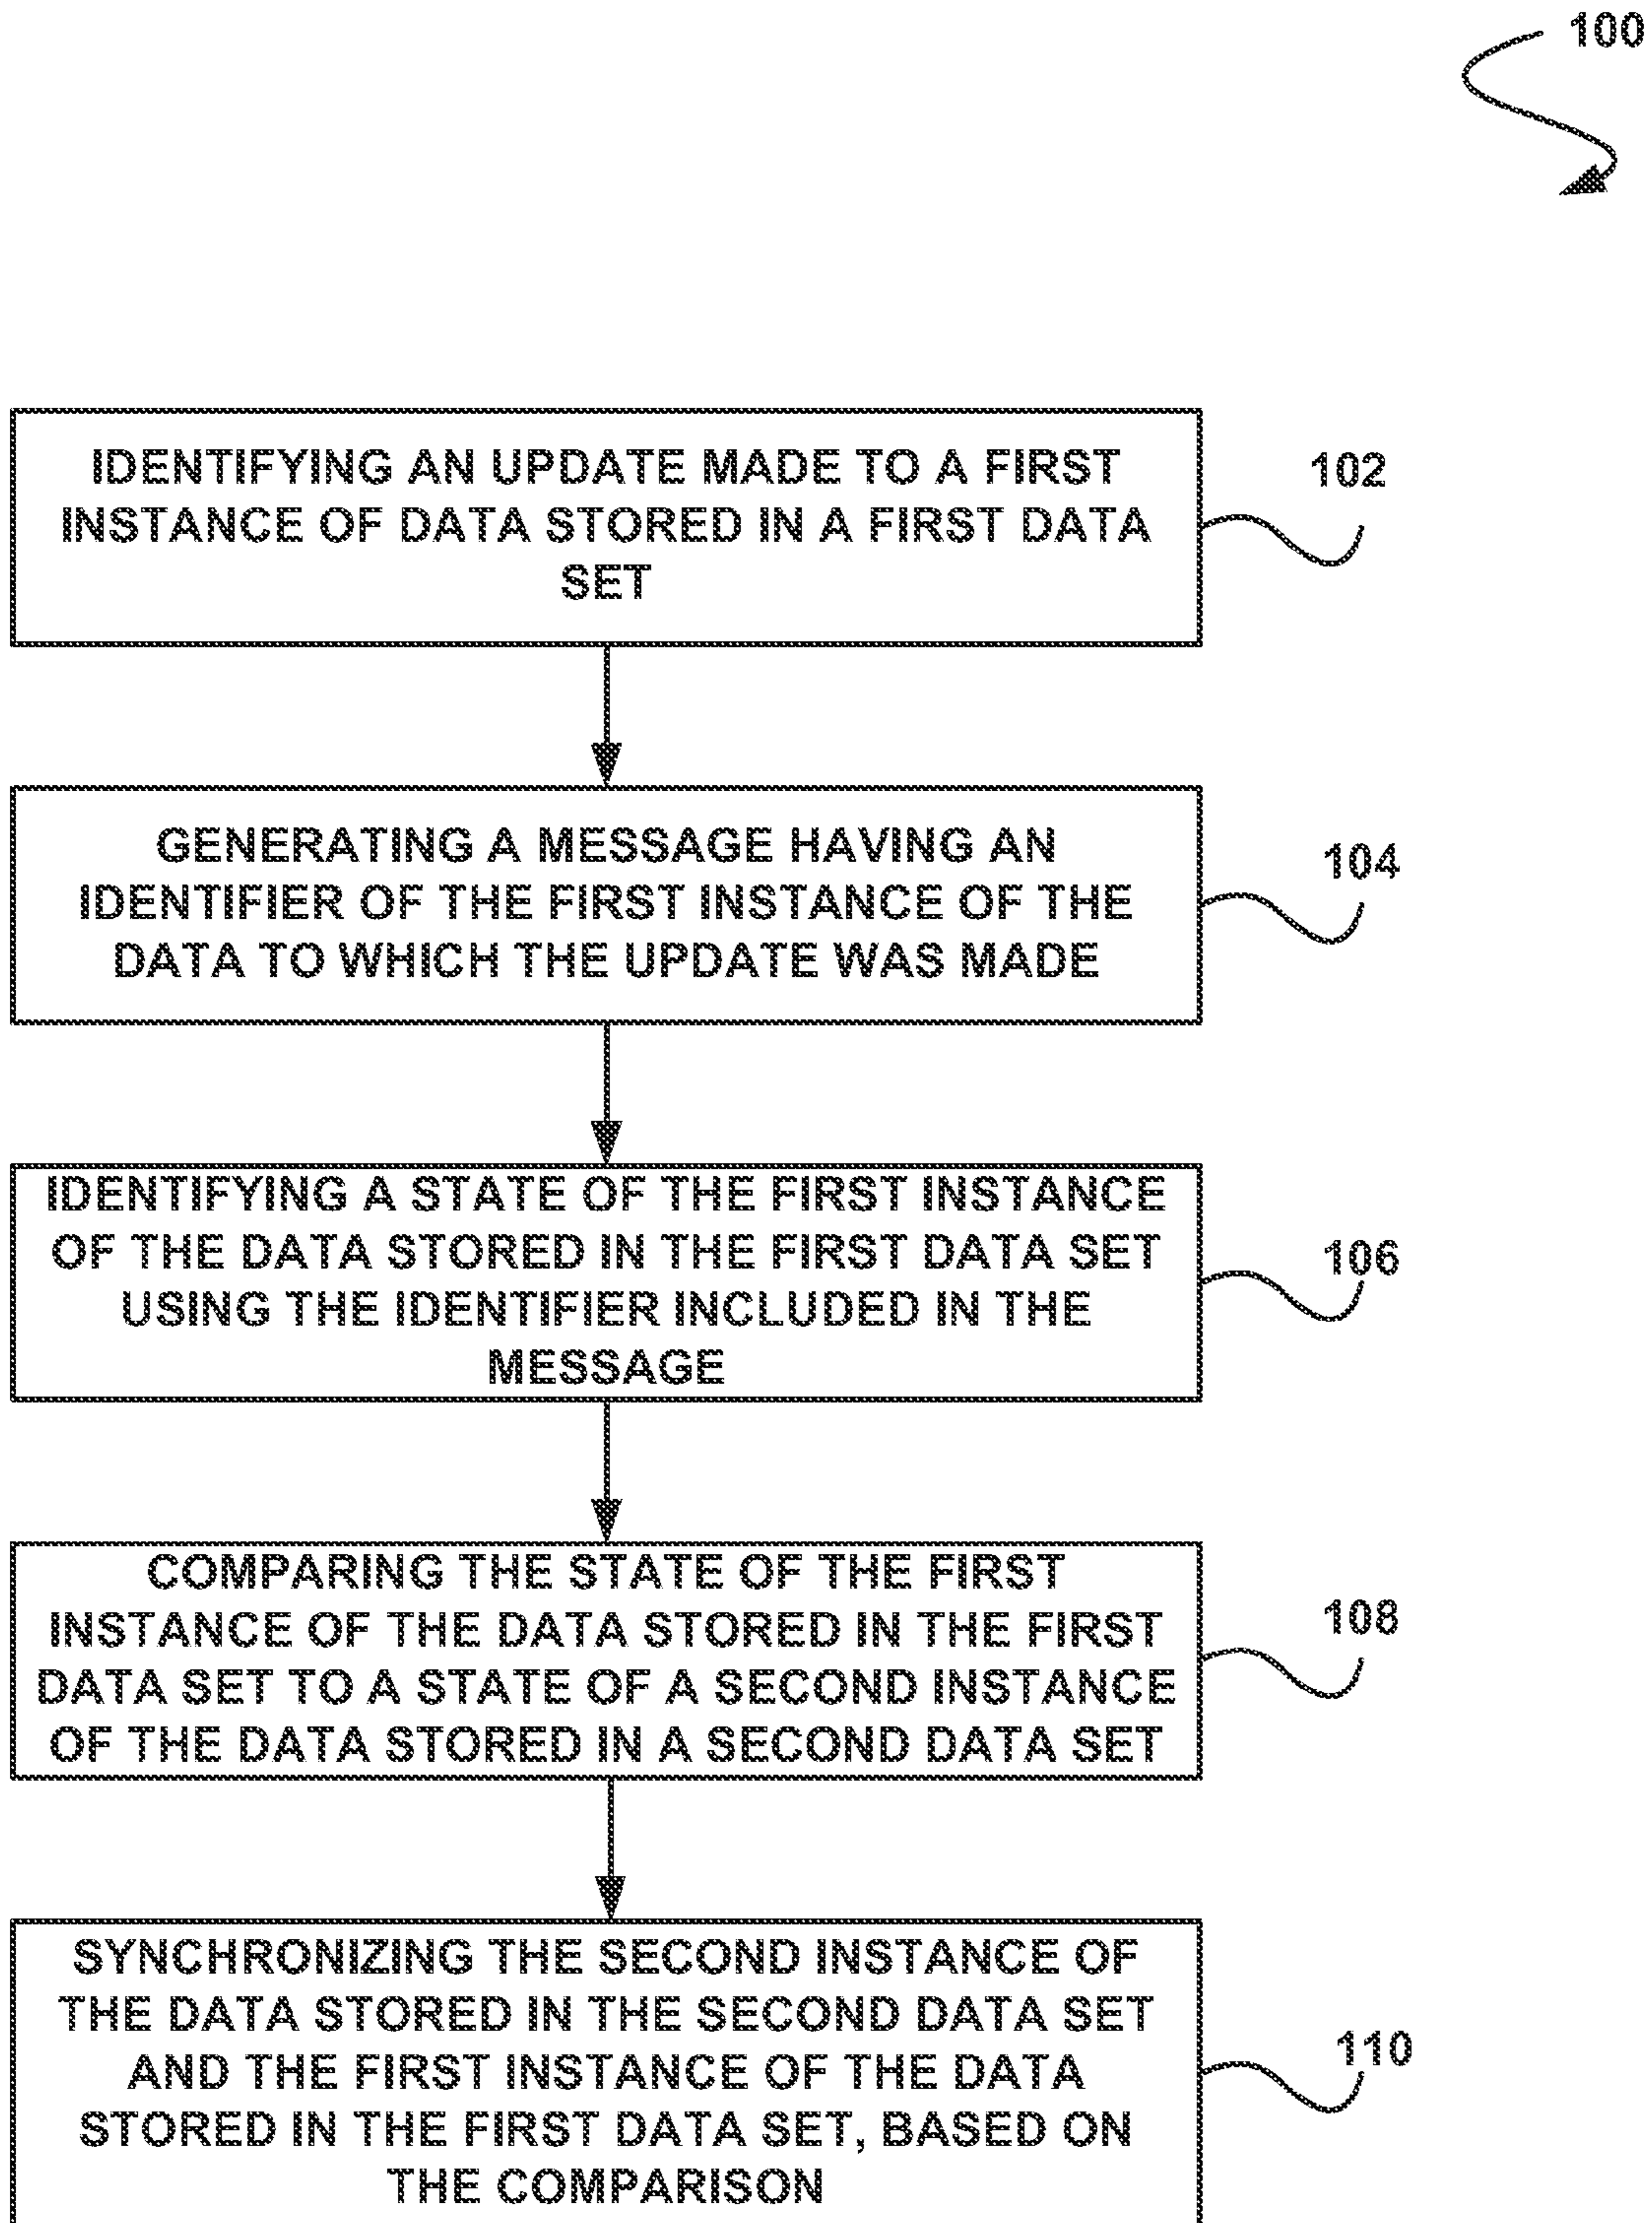 100
IDENTIFYING AN UPDATE MADE TO A FIRST
INSTANCE OF DATA STORED IN A FIRST DATA
SET
102
GENERATING A MESSAGE HAVING AN
IDENTIFIER OF THE FIRST INSTANCE OF THE
DATA TO WHICH THE UPDATE WAS MADE
104
IDENTIFYING A STATE OF THE FIRST INSTANCE
OF THE DATA STORED IN THE FIRST DATA SET
USING THE IDENTIFIER INCLUDED IN THE
MESSAGE
106
COMPARING THE STATE OF THE FIRST
INSTANCE OF THE DATA STORED IN THE FIRST
DATA SET TO A STATE OF A SECOND INSTANCE
OF THE DATA STORED IN A SECOND DATA SET
108
SYNCHRONIZING THE SECOND INSTANCE OF
THE DATA STORED IN THE SECOND DATA SET
AND THE FIRST INSTANCE OF THE DATA
STORED IN THE FIRST DATA SET, BASED ON
THE COMPARISON
110